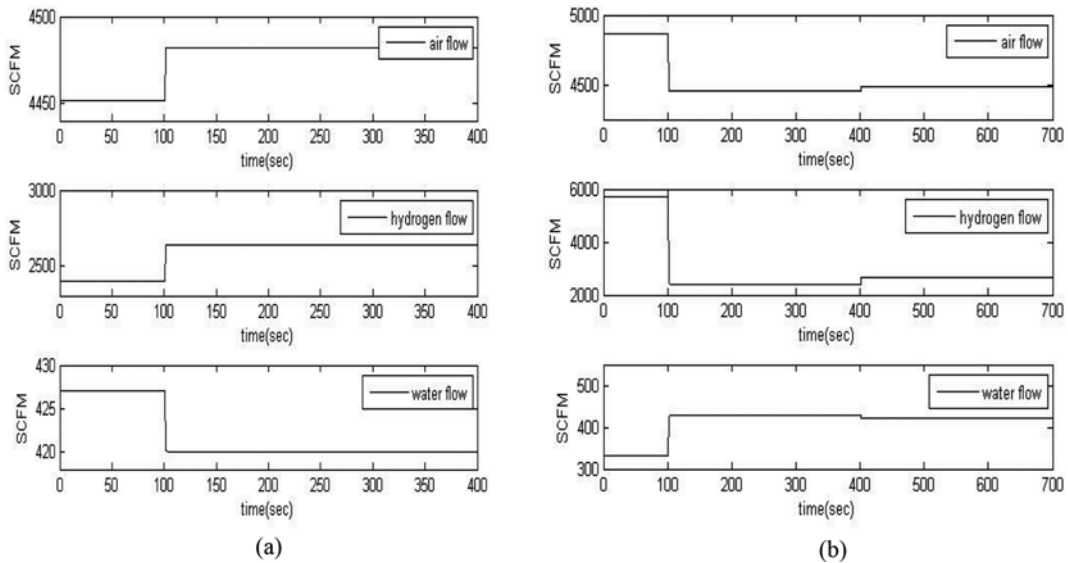 4500
4450
SCFM
air flow
0 50 100 150 200 250 300 350 400
time(sec)
3000
2500
SCFM
hydrogen flow
0 50 100 150 200 250 300 350 400
time(sec)
430
425
420
SCFM
water flow
0 50 100 150 200 250 300 350 400
time(sec)
(a)
5000
4500
SCFM
air flow
0 100 200 300 400 500 600 700
time(sec)
6000
4000
2000
SCFM
hydrogen flow
0 100 200 300 400 500 600 700
time(sec)
500
400
300
SCFM
water flow
0 100 200 300 400 500 600 700
time(sec)
(b)